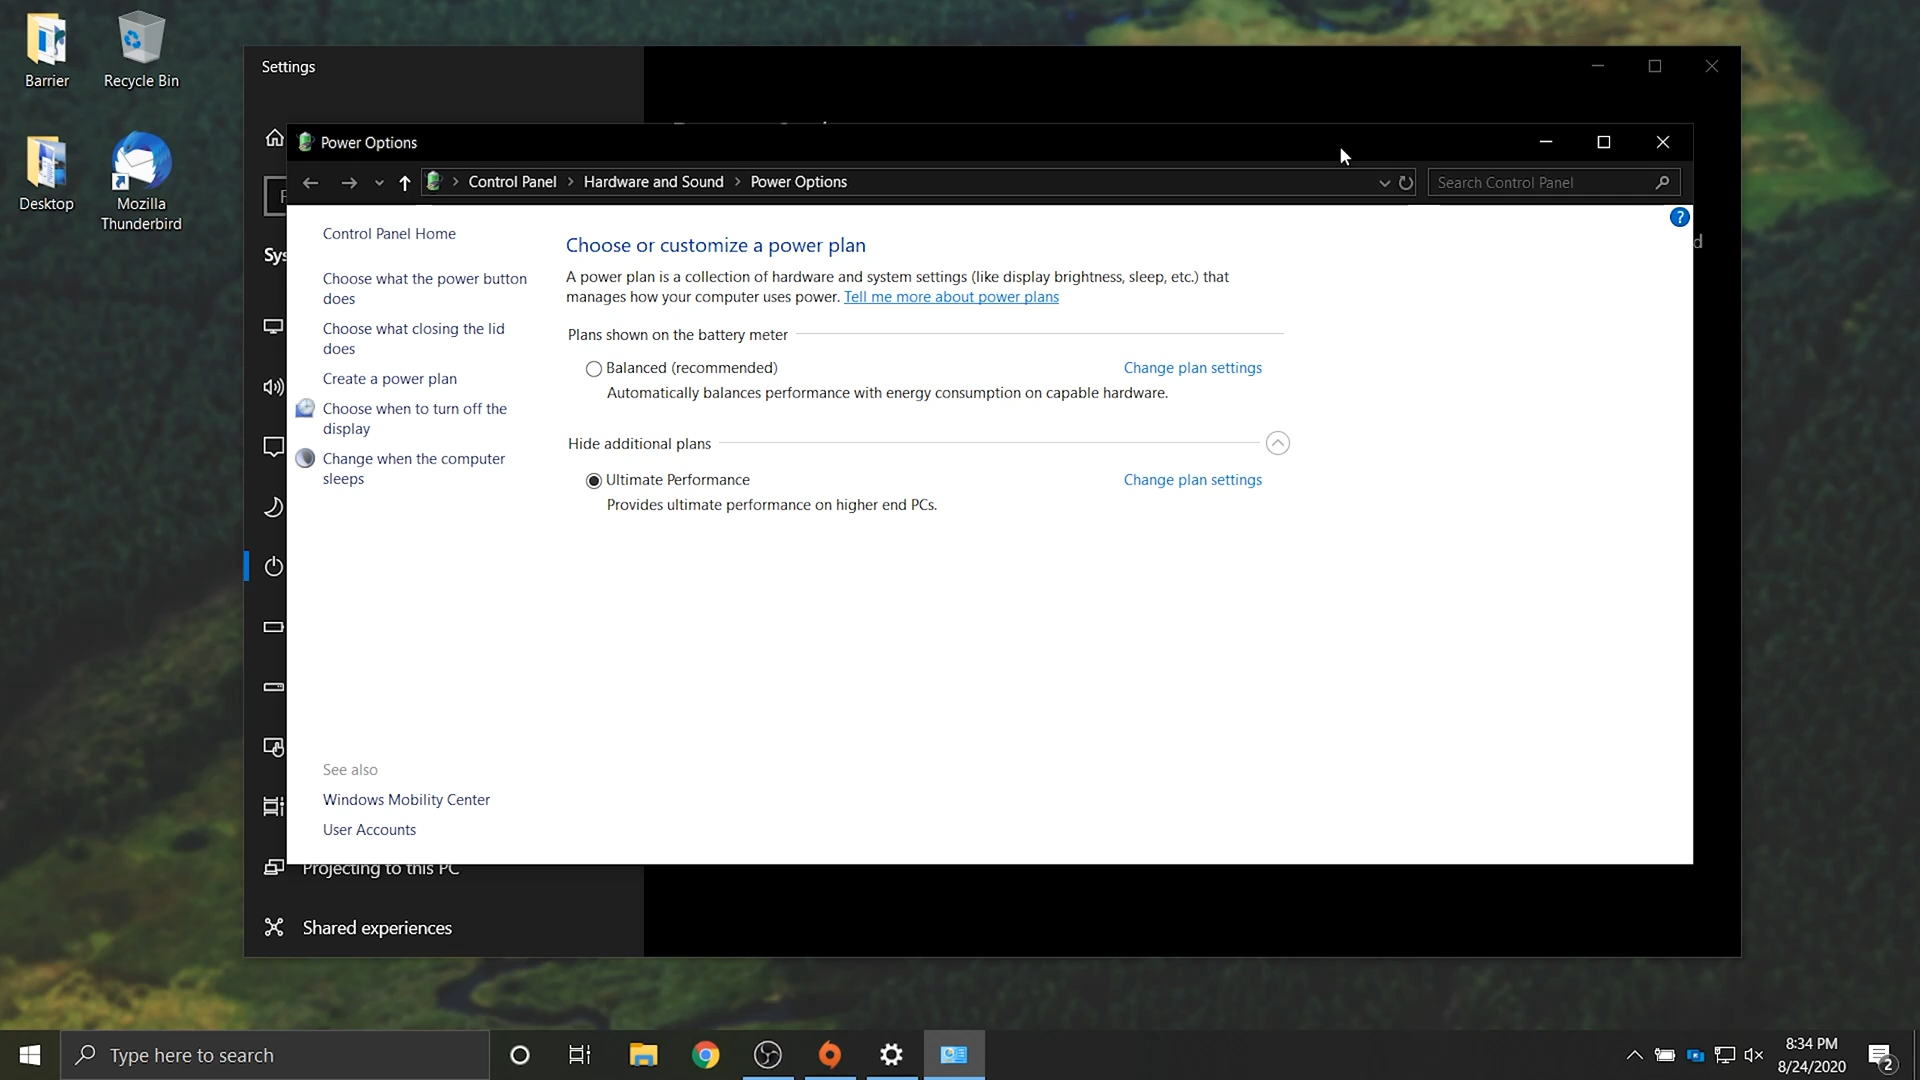 Barrier
Recycle Bin
Desktop
Mozilla
Thunderbird
Settings
Power Options
Control Panel > Hardware and Sound > Power Options
Search Control Panel
?
Sys
d
Control Panel Home
Choose what the power button
does
Choose what closing the lid
does
Create a power plan
Choose when to turn off the
display
Change when the computer
sleeps
Choose or customize a power plan
A power plan is a collection of hardware and system settings (like display brightness, sleep, etc.) that
manages how your computer uses power. Tell me more about power plans
Plans shown on the battery meter
Balanced (recommended) Change plan settings
Automatically balances performance with energy consumption on capable hardware.
Hide additional plans
Ultimate Performance Change plan settings
Provides ultimate performance on higher end PCs.
See also
Windows Mobility Center
User Accounts
Projecting to this PC
Shared experiences
Type here to search
8:34 PM
8/24/2020
2